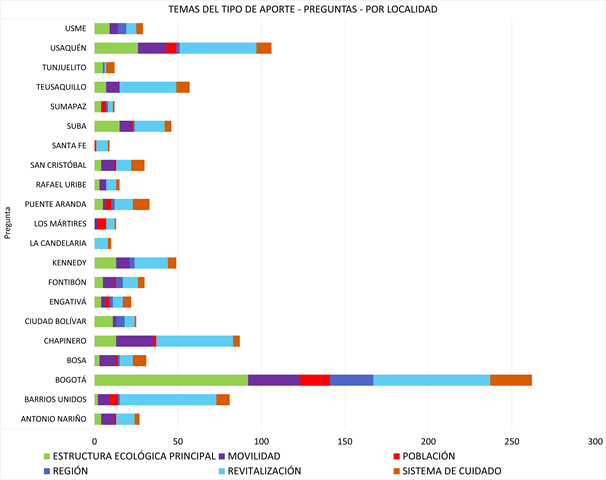 TEMAS DEL TIPO DE APORTE - PREGUNTAS - POR LOCALIDAD
USME
USAQUÉN
TUNJUELITO
TEUSAQUILLO
SUMAPAZ
SUBA
SANTA FE
SAN CRISTÓBAL
RAFAEL URIBE
PUENTE ARANDA
Pregunta
LOS MÁRTIRES
LA CANDELARIA
KENNEDY
FONTIBÓN
ENGATIVÁ
CIUDAD BOLÍVAR
CHAPINERO
BOSA
BOGOTÁ
BARRIOS UNIDOS
ANTONIO NARIÑO
0 50 100 150 200 250 300
ESTRUCTURA ECOLÓGICA PRINCIPAL MOVILIDAD POBLACIÓN
REGIÓN REVITALIZACIÓN SISTEMA DE CUIDADO